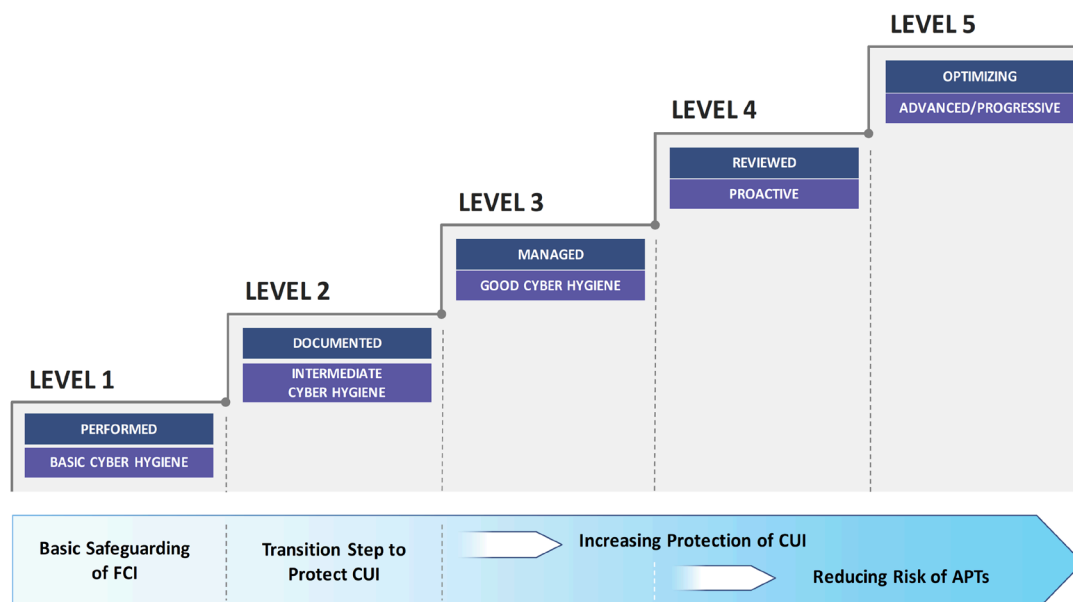 LEVEL 1
PERFORMED
BASIC CYBER HYGIENE
LEVEL 2
DOCUMENTED
INTERMEDIATE
CYBER HYGIENE
LEVEL 3
MANAGED
GOOD CYBER HYGIENE
LEVEL 4
REVIEWED
PROACTIVE
LEVEL 5
OPTIMIZING
ADVANCED/PROGRESSIVE
Basic Safeguarding
of FCI
Transition Step to
Protect CUI
Increasing Protection of CUI
Reducing Risk of APTs